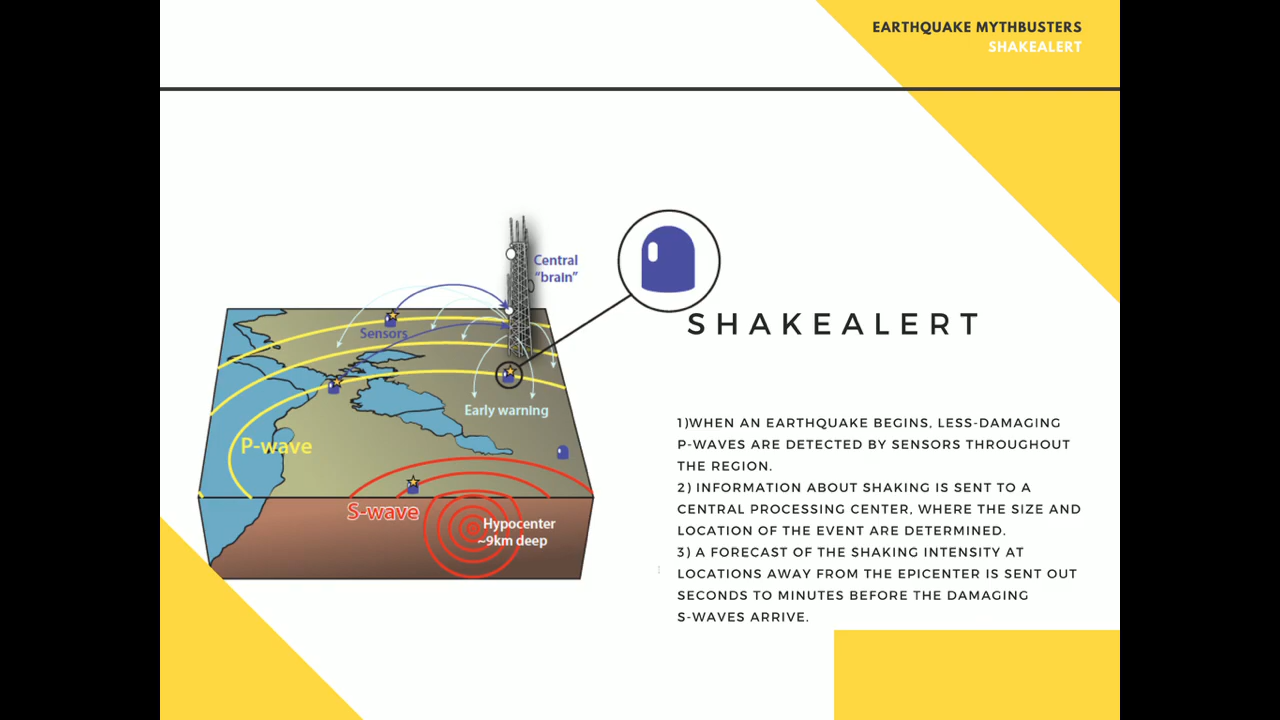 EARTHQUAKE MYTHBUSTERS
SHAKEALERT
Central
"brain"
Sensors
Early warning
P-wave
S-wave
Hypocenter
~9km deep
SHAKEALERT
1)WHEN AN EARTHQUAKE BEGINS, LESS-DAMAGING
P-WAVES ARE DETECTED BY SENSORS THROUGHOUT
THE REGION.
2) INFORMATION ABOUT SHAKING IS SENT TO A
CENTRAL PROCESSING CENTER, WHERE THE SIZE AND
LOCATION OF THE EVENT ARE DETERMINED.
3) A FORECAST OF THE SHAKING INTENSITY AT
LOCATIONS AWAY FROM THE EPICENTER IS SENT OUT
SECONDS TO MINUTES BEFORE THE DAMAGING
S-WAVES ARRIVE.